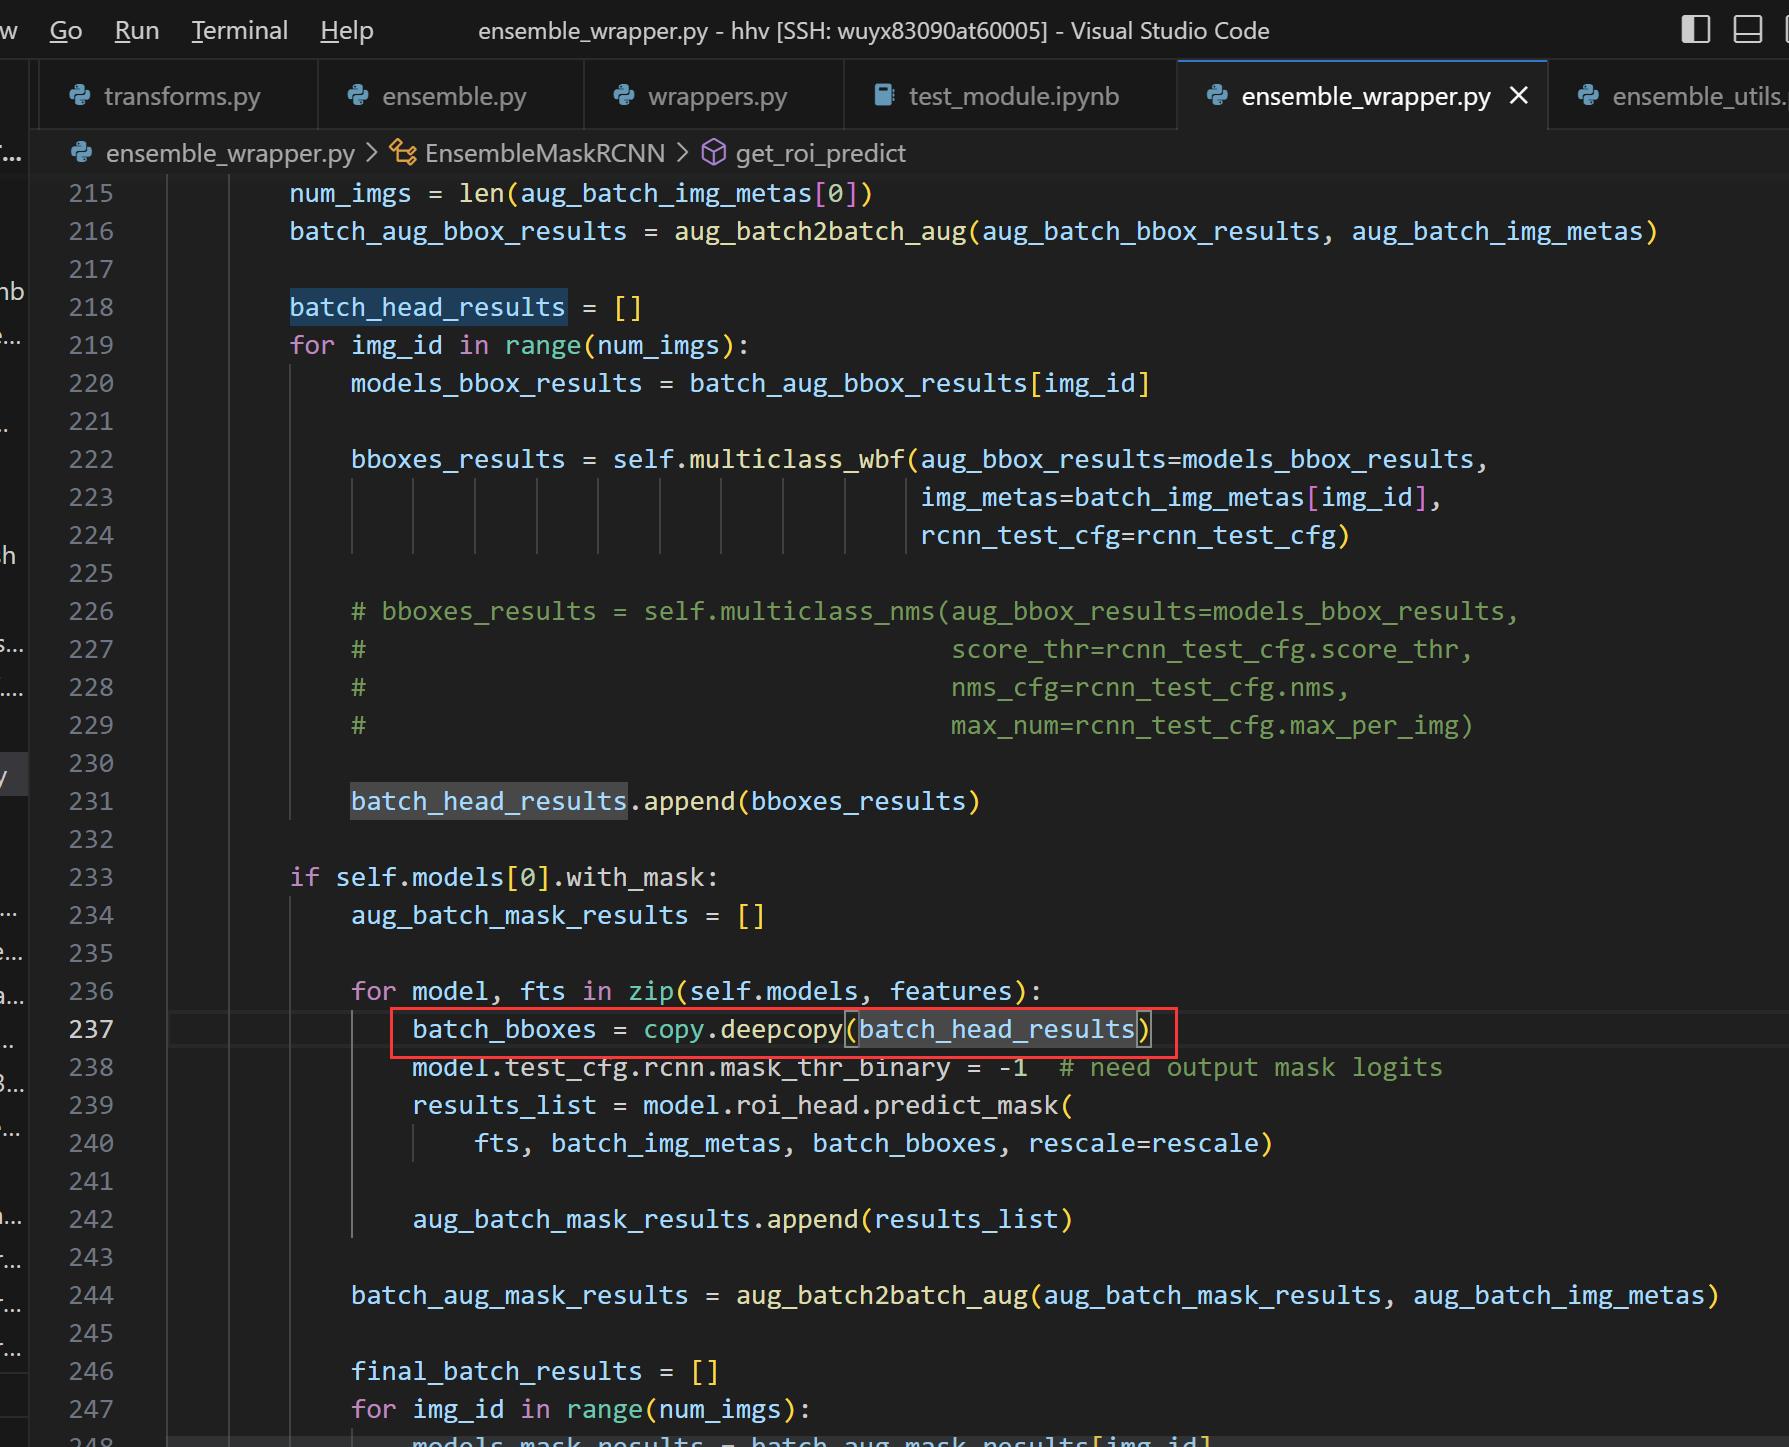 Go Run Terminal Help ensemble_wrapper.py - hhv [SSH: wuyx83090at60005] - Visual Studio Code
transforms.py ensemble.py wrappers.py test_module.ipynb ensemble_wrapper.py ensemble_utils.
ensemble_wrapper.py > EnsembleMaskRCNN > get_roi_predict
215 num_imgs = len(aug_batch_img_metas[0])
216 batch_aug_bbox_results = aug_batch2batch_aug(aug_batch_bbox_results, aug_batch_img_metas)
217
218 batch_head_results = []
219 for img_id in range(num_imgs):
220 models_bbox_results = batch_aug_bbox_results[img_id]
221
222 bboxes_results = self.multiclass_wbf(aug_bbox_results=models_bbox_results,
223 img_metas=batch_img_metas[img_id],
224 rcnn_test_cfg=rcnn_test_cfg)
225
226 # bboxes_results = self.multiclass_nms(aug_bbox_results=models_bbox_results,
227 # score_thr=rcnn_test_cfg.score_thr,
228 # nms_cfg=rcnn_test_cfg.nms,
229 # max_num=rcnn_test_cfg.max_per_img)
230
231 batch_head_results.append(bboxes_results)
232
233 if self.models[0].with_mask:
234 aug_batch_mask_results = []
235
236 for model, fts in zip(self.models, features):
237 batch_bboxes = copy.deepcopy(batch_head_results)
238 model.test_cfg.rcnn.mask_thr_binary = -1 # need output mask logits
239 results_list = model.roi_head.predict_mask(
240 fts, batch_img_metas, batch_bboxes, rescale=rescale)
241
242 aug_batch_mask_results.append(results_list)
243
244 batch_aug_mask_results = aug_batch2batch_aug(aug_batch_mask_results, aug_batch_img_metas)
245
246 final_batch_results = []
247 for img_id in range(num_imgs):
248 models_mask_results = batch_aug_mask_results[img_id]